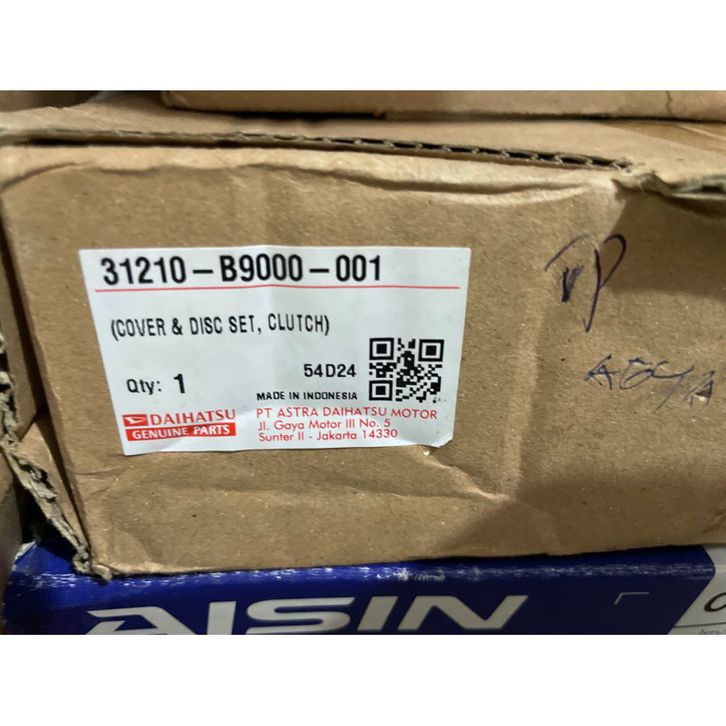 31210-B9000-001
(COVER & DISC SET, CLUTCH)
54D24
Qty: 1
MADE IN INDONESIA
DAIHATSU
GENUINE PARTS
PT ASTRA DAIHATSU MOTOR
Jl. Gaya Motor III No. 5
Sunter II - Jakarta 14330
AISIN